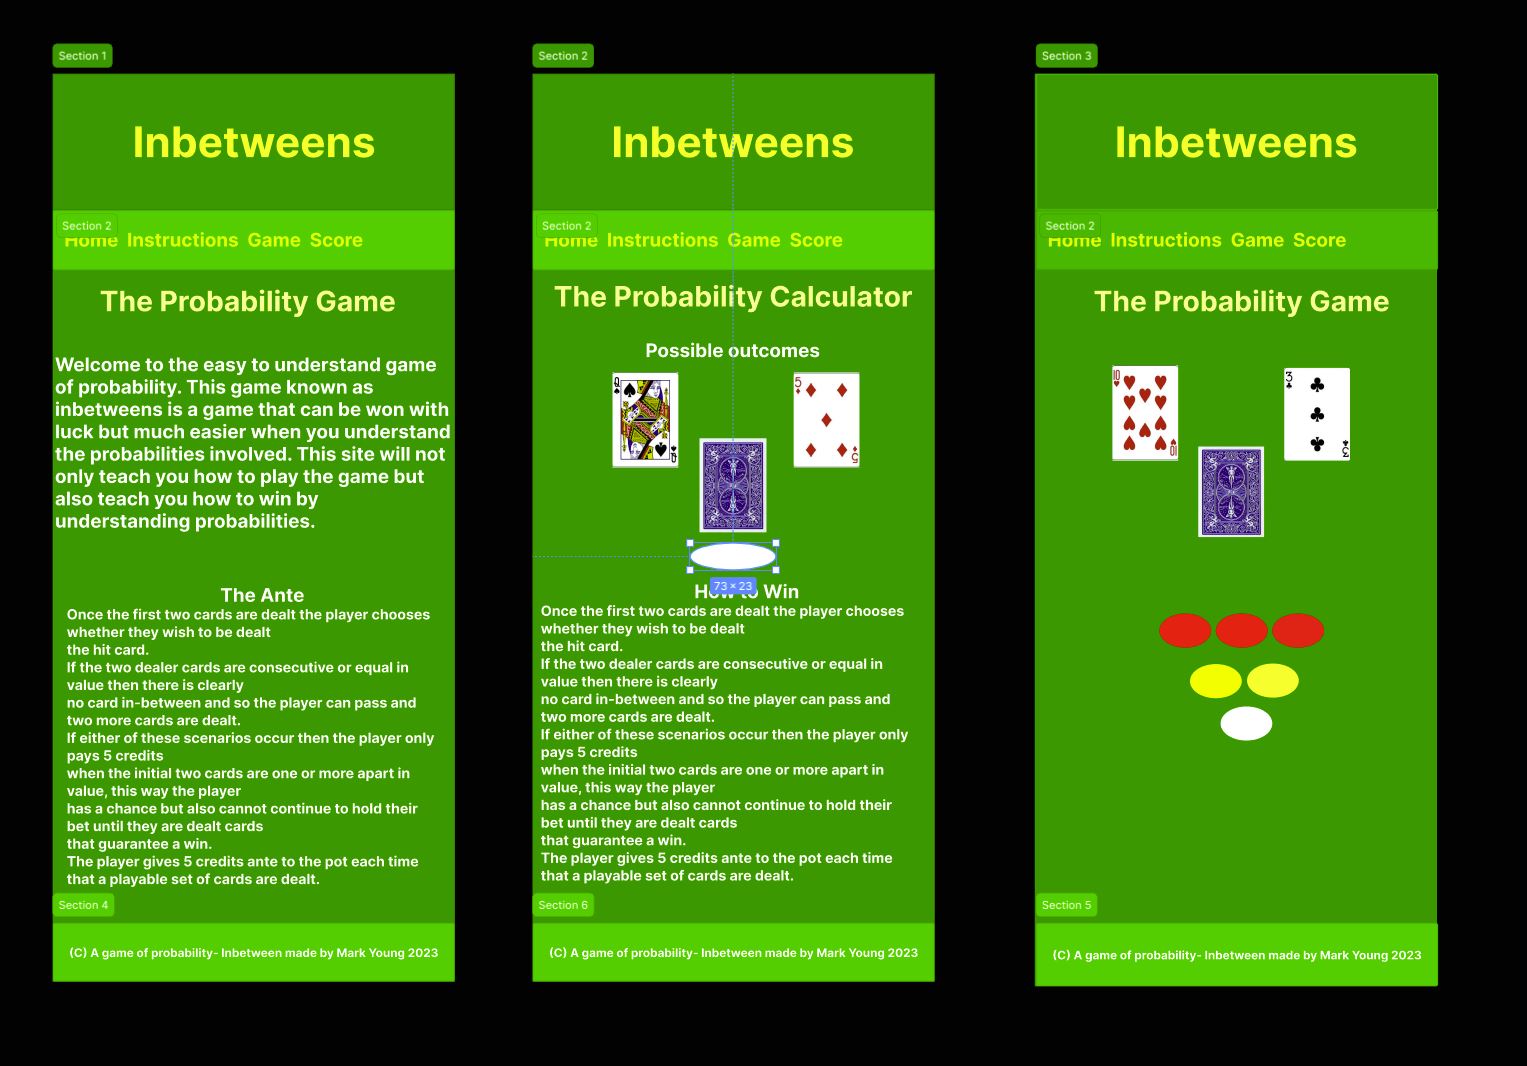 Section 1
Inbetweens
Section 2
Home Instructions Game Score
The Probability Game
Welcome to the easy to understand game
of probability. This game known as
inbetweens is a game that can be won with
luck but much easier when you understand
the probabilities involved. This site will not
only teach you how to play the game but
also teach you how to win by
understanding probabilities.
The Ante
Once the first two cards are dealt the player chooses
whether they wish to be dealt
the hit card.
If the two dealer cards are consecutive or equal in
value then there is clearly
no card in-between and so the player can pass and
two more cards are dealt.
If either of these scenarios occur then the player only
pays 5 credits
when the initial two cards are one or more apart in
value, this way the player
has a chance but also cannot continue to hold their
bet until they are dealt cards
that guarantee a win.
The player gives 5 credits ante to the pot each time
that a playable set of cards are dealt.
Section 4
(C) A game of probability- Inbetween made by Mark Young 2023
Section 2
Inbetweens
Section 2
Home Instructions Game Score
The Probability Calculator
Possible outcomes
Q
Q
5
5
73 × 23
How to Win
Once the first two cards are dealt the player chooses
whether they wish to be dealt
the hit card.
If the two dealer cards are consecutive or equal in
value then there is clearly
no card in-between and so the player can pass and
two more cards are dealt.
If either of these scenarios occur then the player only
pays 5 credits
when the initial two cards are one or more apart in
value, this way the player
has a chance but also cannot continue to hold their
bet until they are dealt cards
that guarantee a win.
The player gives 5 credits ante to the pot each time
that a playable set of cards are dealt.
Section 6
(C) A game of probability- Inbetween made by Mark Young 2023
Section 3
Inbetweens
Section 2
Home Instructions Game Score
The Probability Game
10
10
3
3
Section 5
(C) A game of probability- Inbetween made by Mark Young 2023